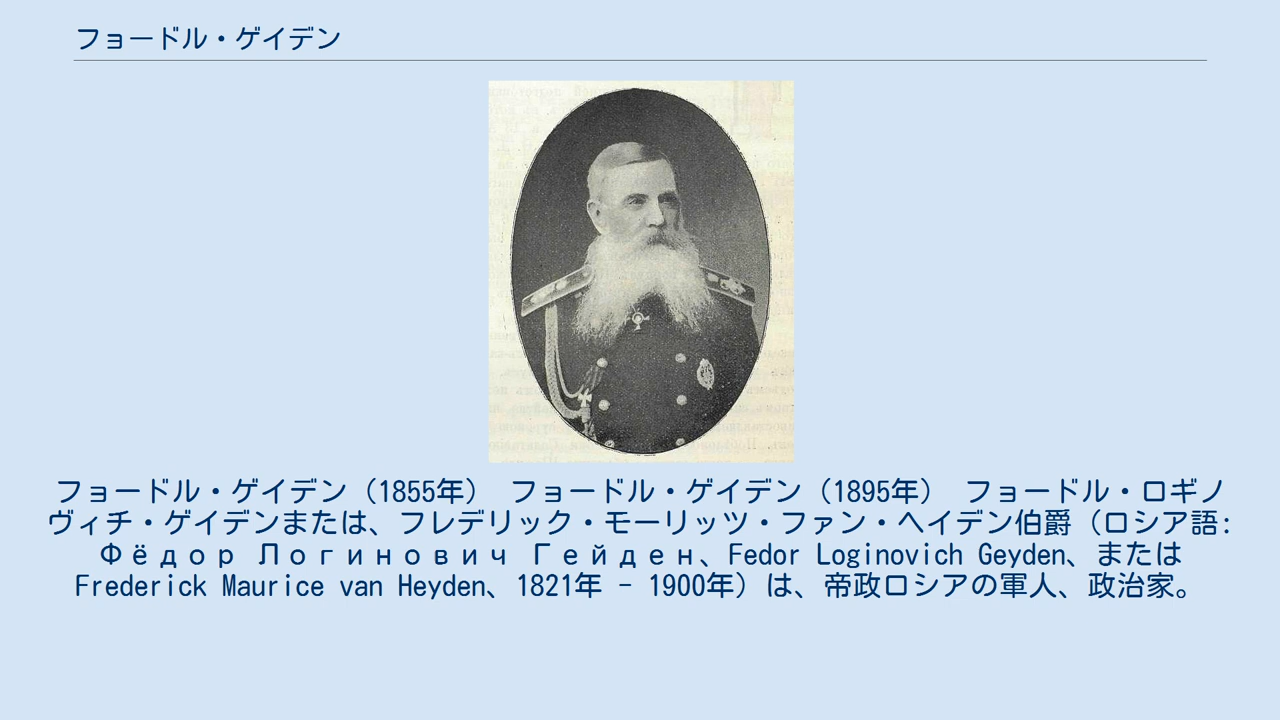 フョードル・ゲイデン
フョードル・ゲイデン（1855年）　フョードル・ゲイデン（1895年）　フョードル・ロギノ
ヴィチ・ゲイデンまたは、フレデリック・モーリッツ・ファン・ヘイデン伯爵（ロシア語:
Фёдор Логинович Гейден、Fedor Loginovich Geyden、または
Frederick Maurice van Heyden、1821年 - 1900年）は、帝政ロシアの軍人、政治家。